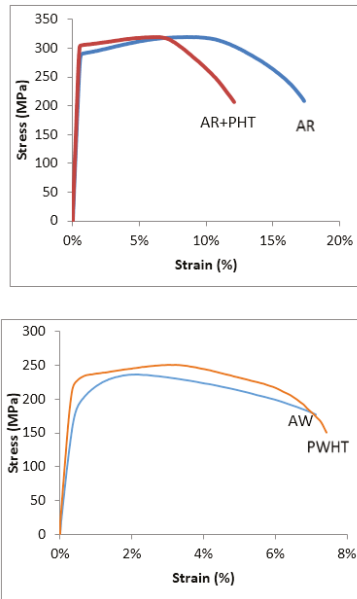 350
300
250
200
150
100
50
0
Stress (MPa)
AR+PHT
AR
0% 5% 10% 15% 20%
Strain (%)
300
250
200
150
100
50
0
Stress (MPa)
AW
PWHT
0% 2% 4% 6% 8%
Strain (%)